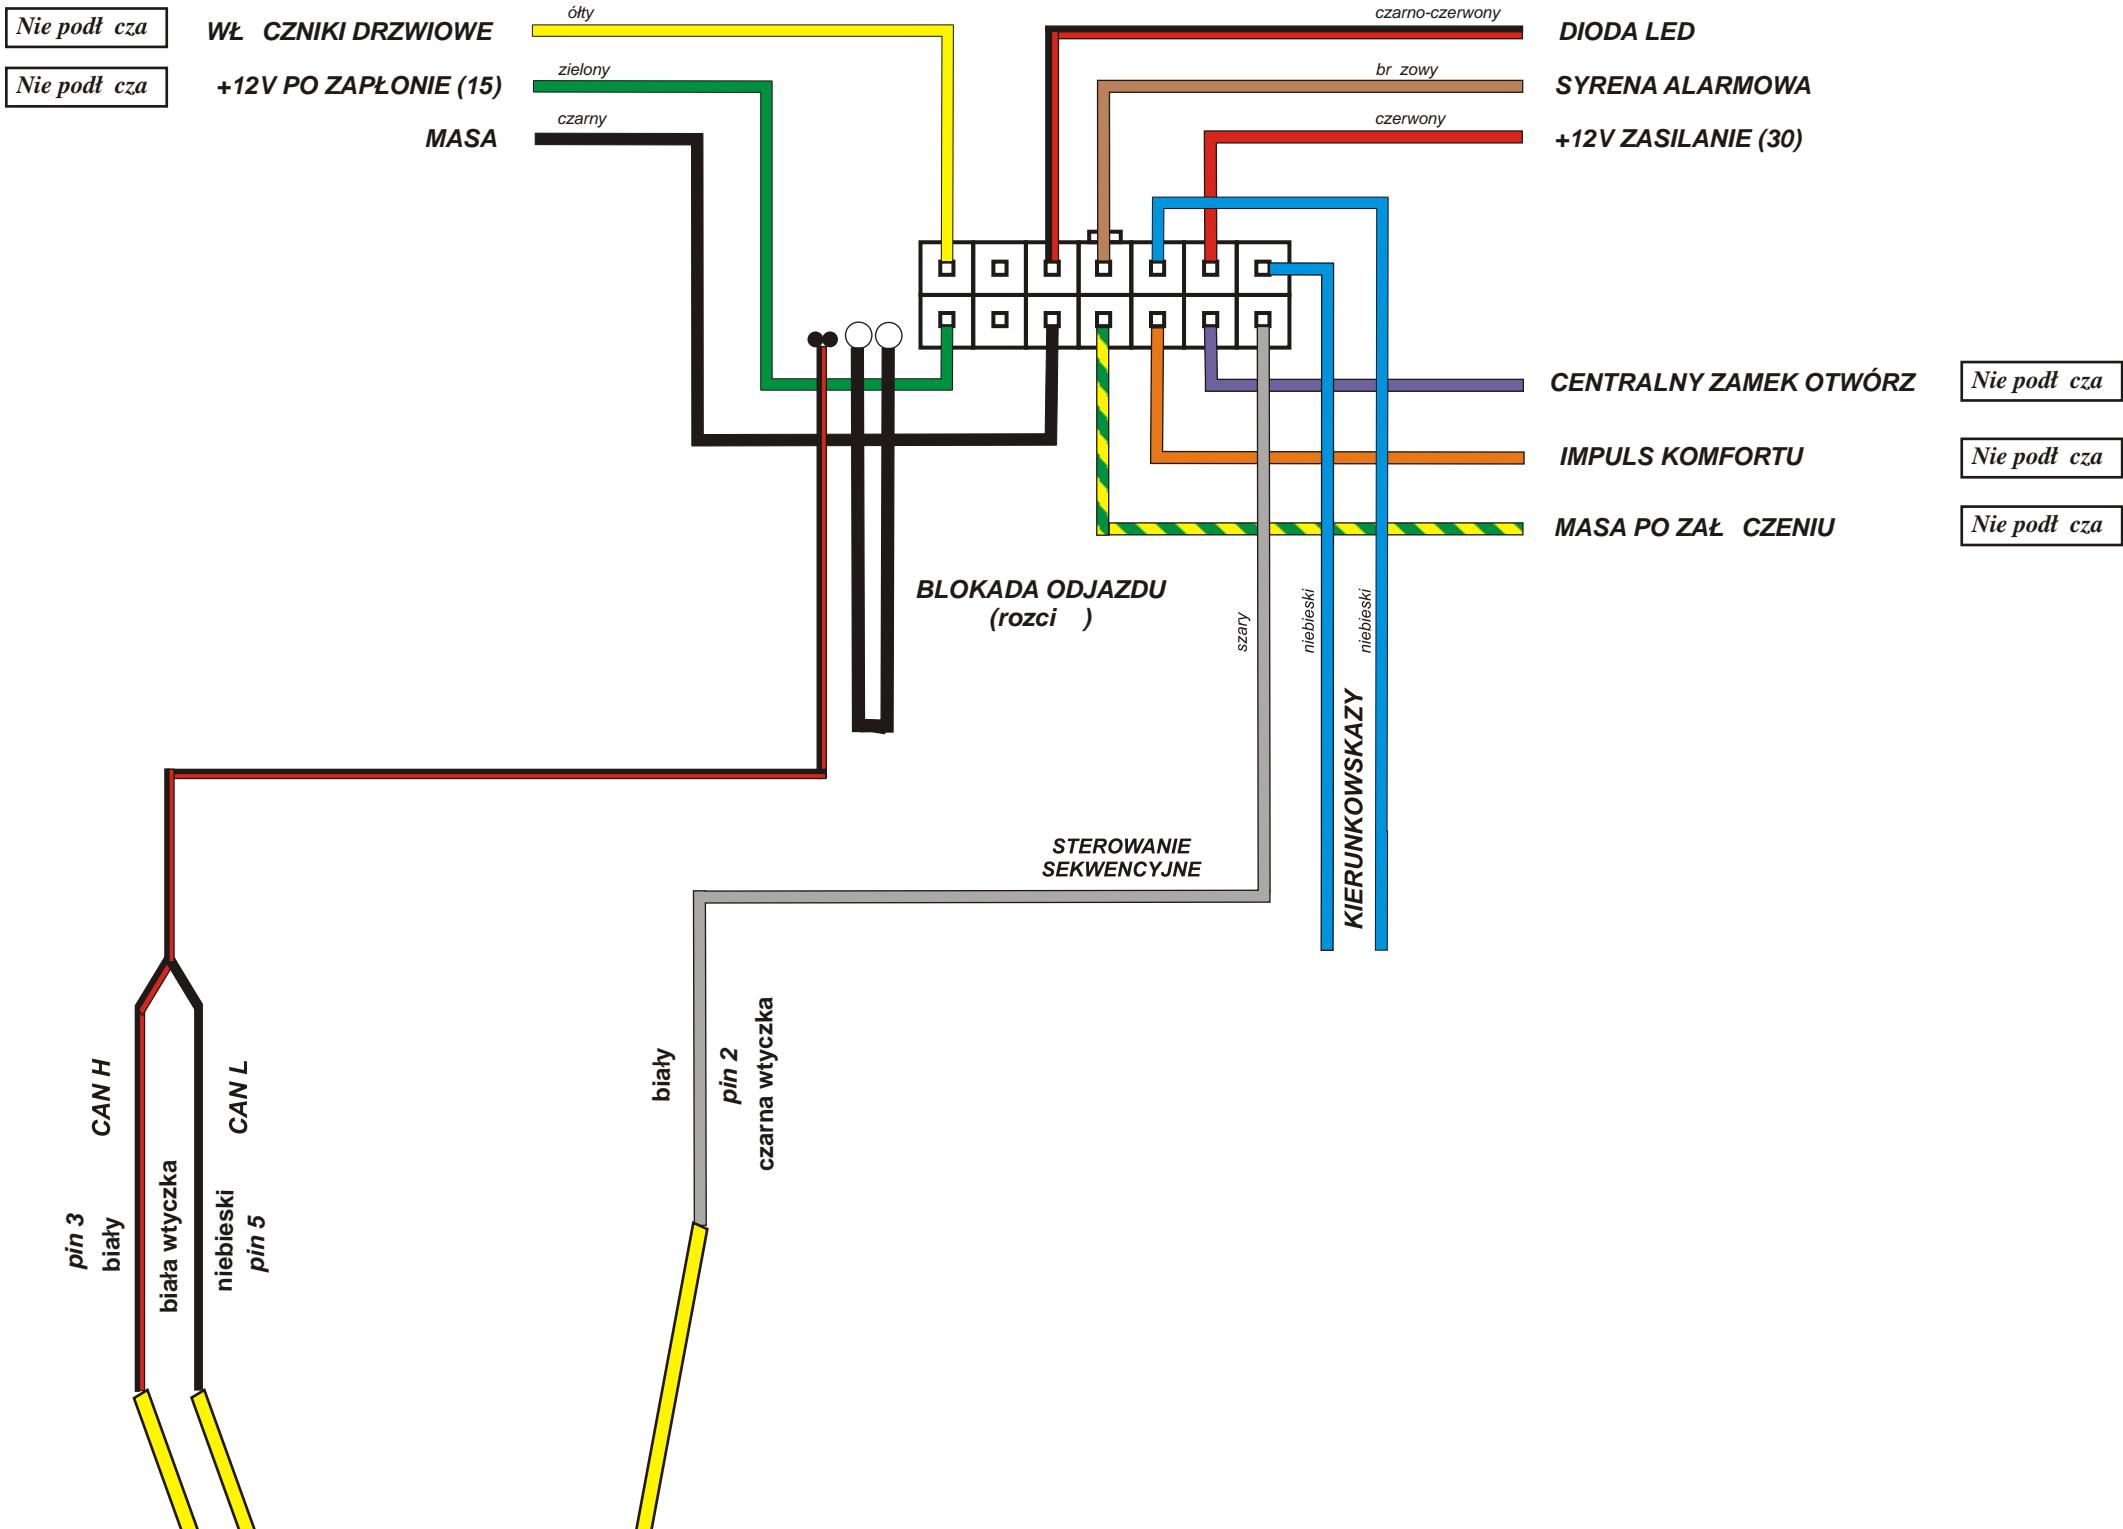 Nie podł cza
WŁ CZNIKI DRZWIOWE
ółty
czarno-czerwony
DIODA LED
Nie podł cza
+12V PO ZAPŁONIE (15)
zielony
br zowy
SYRENA ALARMOWA
MASA
czarny
czerwony
+12V ZASILANIE (30)
CENTRALNY ZAMEK OTWÓRZ
Nie podł cza
IMPULS KOMFORTU
Nie podł cza
MASA PO ZAŁ CZENIU
Nie podł cza
BLOKADA ODJAZDU
(rozci )
szary
niebieski
niebieski
KIERUNKOWSKAZY
STEROWANIE
SEKWENCYJNE
CAN H
CAN L
pin 3
biały
biała wtyczka
niebieski
pin 5
biały
pin 2
czarna wtyczka